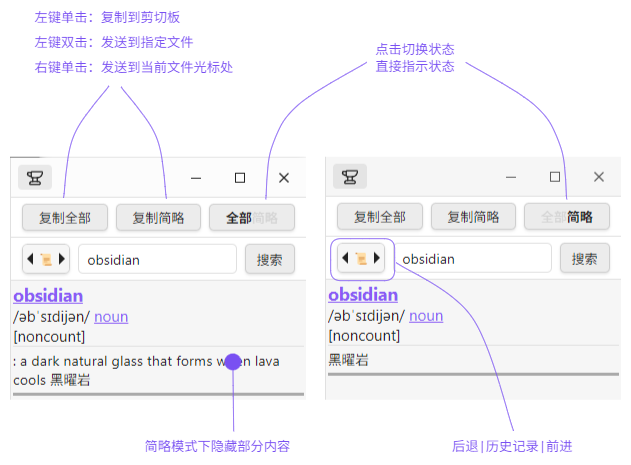 左键单击：复制到剪切板
左键双击：发送到指定文件
右键单击：发送到当前文件光标处
点击切换状态
直接指示状态
复制全部 复制简略 全部简略
obsidian 搜索
obsidian
/əbˈsɪdijən/ noun
[noncount]
: a dark natural glass that forms when lava
cools 黑曜岩
复制全部 复制简略 全部简略
obsidian 搜索
obsidian
/əbˈsɪdijən/ noun
[noncount]
黑曜岩
简略模式下隐藏部分内容
后退|历史记录|前进